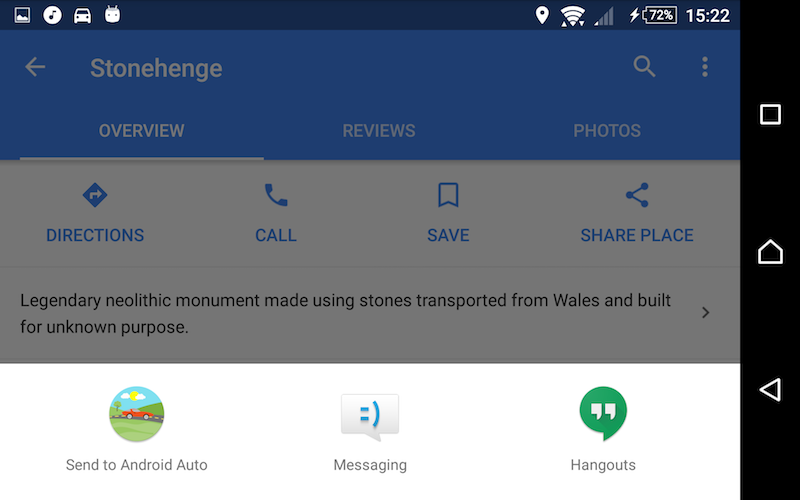 72% 15:22
Stonehenge
OVERVIEW REVIEWS PHOTOS
DIRECTIONS CALL SAVE SHARE PLACE
Legendary neolithic monument made using stones transported from Wales and built
for unknown purpose.
Send to Android Auto Messaging Hangouts